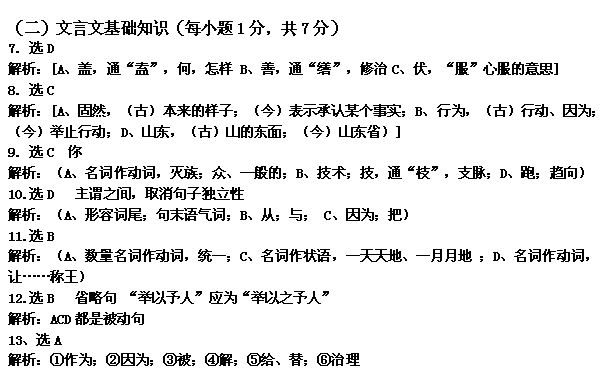 （二）文言文基础知识（每小题1分，共7分）
7. 选D
解析：[A、盖，通“盍”，何，怎样 B、善，通“缮”，修治 C、伏，“服”心服的意思]
8. 选C
解析：[A、固然，（古）本来的样子；（今）表示承认某个事实；B、行为，（古）行动、因为；
（今）举止行动；D、山东，（古）山的东面；（今）山东省）]
9. 选C 你
解析：（A、名词作动词，灭族；众、一般的；B、技术；技，通“枝”，支脉；D、跑；趋向）
10.选D 主谓之间，取消句子独立性
解析：（A、形容词尾；句末语气词；B、从；与； C、因为；把）
11.选B
解析：（A、数量名词作动词，统一；C、名词作状语，一天天地、一月月地 ；D、名词作动词，
让……称王）
12.选B 省略句 “举以予人”应为“举以之予人”
解析：ACD都是被动句
13、选A
解析：①作为；②因为；③被；④解；⑤给、替；⑥治理